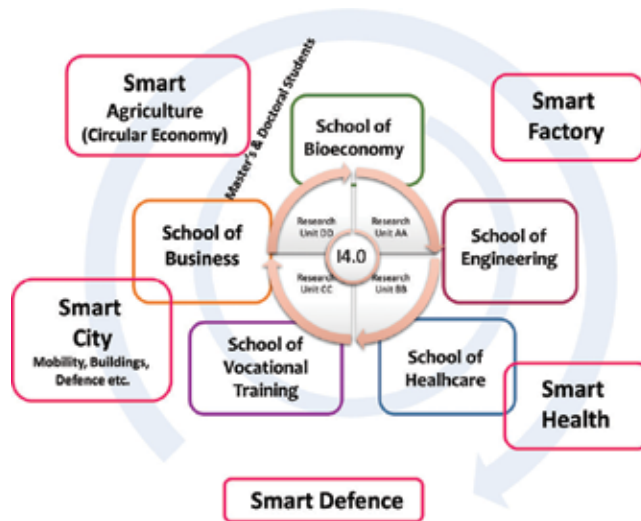 Smart
Agriculture
(Circular Economy)
Master's & Doctoral Students
School of
Bioeconomy
Smart
Factory
School of
Business
Research
Unit DD
Research
Unit AA
I4.0
Research
Unit CC
Research
Unit BB
School of
Engineering
Smart
City
Mobility, Buildings,
Defence etc.
School of
Vocational
Training
School of
Healhcare
Smart
Health
Smart Defence